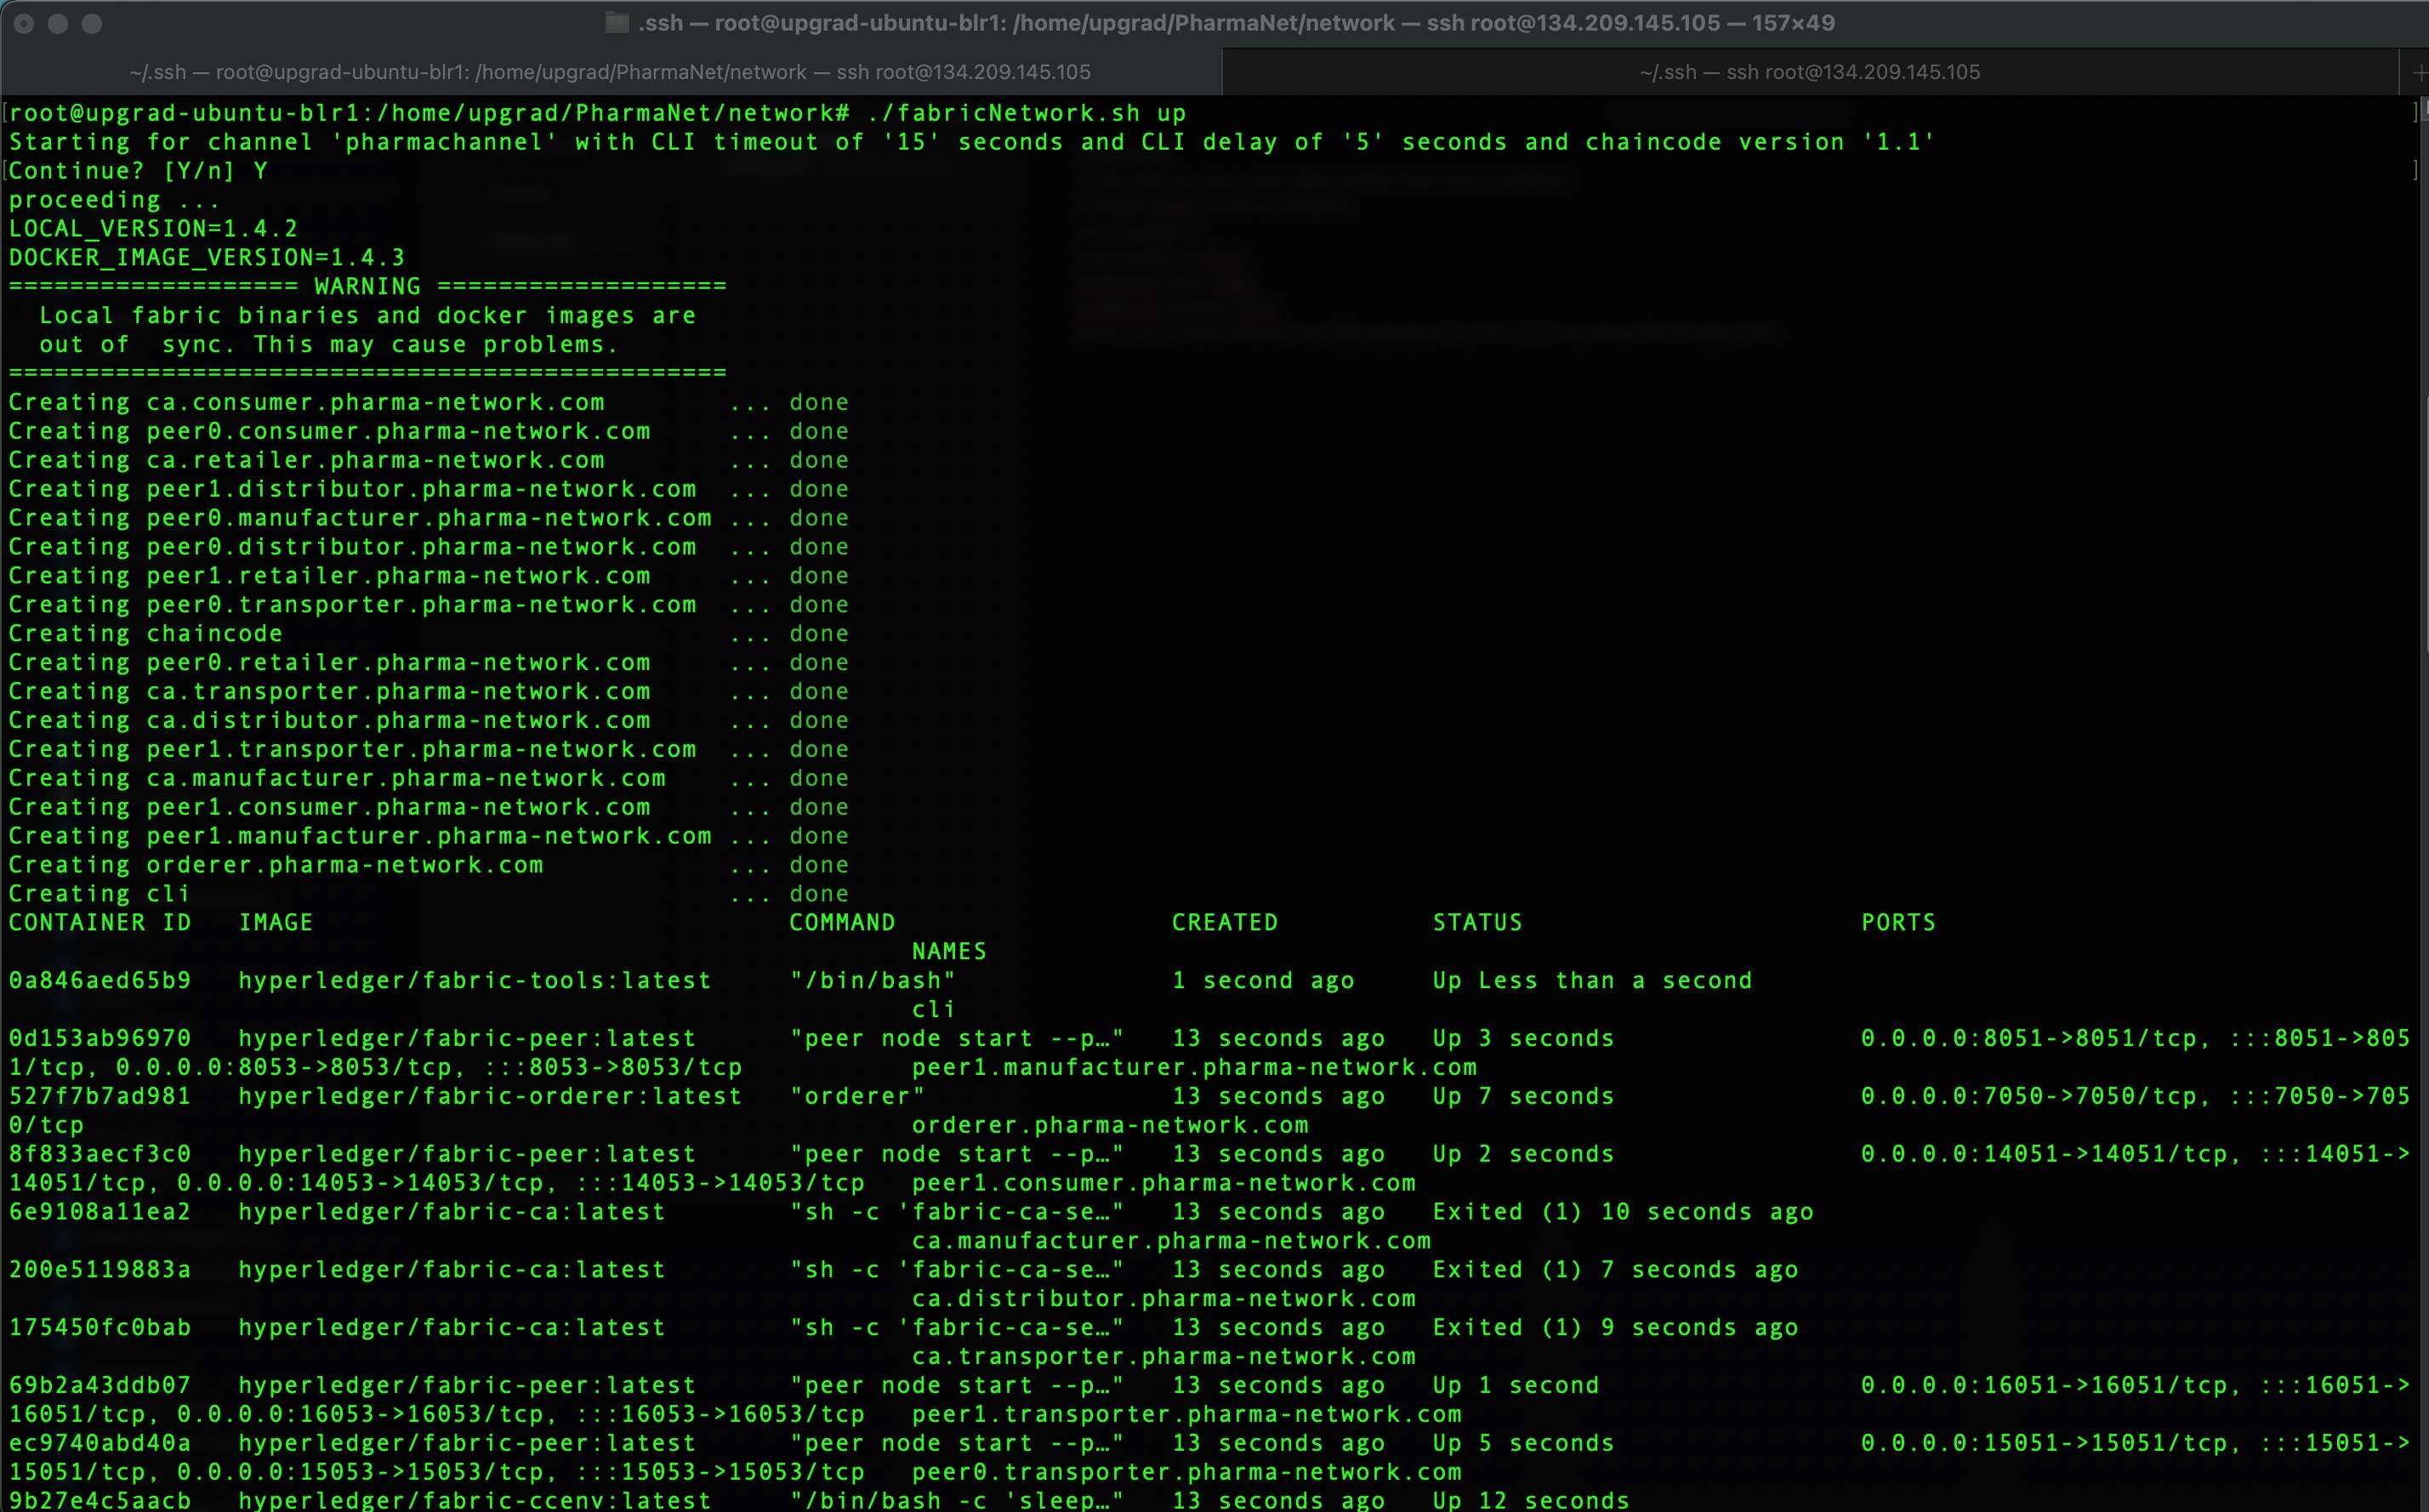 .ssh — root@upgrad-ubuntu-blr1: /home/upgrad/PharmaNet/network — ssh root@134.209.145.105 — 157×49
~/.ssh — root@upgrad-ubuntu-blr1: /home/upgrad/PharmaNet/network — ssh root@134.209.145.105
~/.ssh — ssh root@134.209.145.105
[root@upgrad-ubuntu-blr1:/home/upgrad/PharmaNet/network# ./fabricNetwork.sh up ]
Starting for channel 'pharmachannel' with CLI timeout of '15' seconds and CLI delay of '5' seconds and chaincode version '1.1'
[Continue? [Y/n] Y ]
proceeding ...
LOCAL_VERSION=1.4.2
DOCKER_IMAGE_VERSION=1.4.3
=================== WARNING ===================
Local fabric binaries and docker images are
out of  sync. This may cause problems.
===============================================
Creating ca.consumer.pharma-network.com        ... done
Creating peer0.consumer.pharma-network.com     ... done
Creating ca.retailer.pharma-network.com        ... done
Creating peer1.distributor.pharma-network.com  ... done
Creating peer0.manufacturer.pharma-network.com ... done
Creating peer0.distributor.pharma-network.com  ... done
Creating peer1.retailer.pharma-network.com     ... done
Creating peer0.transporter.pharma-network.com  ... done
Creating chaincode                             ... done
Creating peer0.retailer.pharma-network.com     ... done
Creating ca.transporter.pharma-network.com     ... done
Creating ca.distributor.pharma-network.com     ... done
Creating peer1.transporter.pharma-network.com  ... done
Creating ca.manufacturer.pharma-network.com    ... done
Creating peer1.consumer.pharma-network.com     ... done
Creating peer1.manufacturer.pharma-network.com ... done
Creating orderer.pharma-network.com            ... done
Creating cli                                   ... done
CONTAINER ID   IMAGE                               COMMAND                  CREATED          STATUS                      PORTS
NAMES
0a846aed65b9   hyperledger/fabric-tools:latest     "/bin/bash"              1 second ago     Up Less than a second
cli
0d153ab96970   hyperledger/fabric-peer:latest      "peer node start --p…"   13 seconds ago   Up 3 seconds                0.0.0.0:8051->8051/tcp, :::8051->805
1/tcp, 0.0.0.0:8053->8053/tcp, :::8053->8053/tcp           peer1.manufacturer.pharma-network.com
527f7b7ad981   hyperledger/fabric-orderer:latest   "orderer"                13 seconds ago   Up 7 seconds                0.0.0.0:7050->7050/tcp, :::7050->705
0/tcp                                                      orderer.pharma-network.com
8f833aecf3c0   hyperledger/fabric-peer:latest      "peer node start --p…"   13 seconds ago   Up 2 seconds                0.0.0.0:14051->14051/tcp, :::14051->
14051/tcp, 0.0.0.0:14053->14053/tcp, :::14053->14053/tcp   peer1.consumer.pharma-network.com
6e9108a11ea2   hyperledger/fabric-ca:latest        "sh -c 'fabric-ca-se…"   13 seconds ago   Exited (1) 10 seconds ago
ca.manufacturer.pharma-network.com
200e5119883a   hyperledger/fabric-ca:latest        "sh -c 'fabric-ca-se…"   13 seconds ago   Exited (1) 7 seconds ago
ca.distributor.pharma-network.com
175450fc0bab   hyperledger/fabric-ca:latest        "sh -c 'fabric-ca-se…"   13 seconds ago   Exited (1) 9 seconds ago
ca.transporter.pharma-network.com
69b2a43ddb07   hyperledger/fabric-peer:latest      "peer node start --p…"   13 seconds ago   Up 1 second                 0.0.0.0:16051->16051/tcp, :::16051->
16051/tcp, 0.0.0.0:16053->16053/tcp, :::16053->16053/tcp   peer1.transporter.pharma-network.com
ec9740abd40a   hyperledger/fabric-peer:latest      "peer node start --p…"   13 seconds ago   Up 5 seconds                0.0.0.0:15051->15051/tcp, :::15051->
15051/tcp, 0.0.0.0:15053->15053/tcp, :::15053->15053/tcp   peer0.transporter.pharma-network.com
9b27e4c5aacb   hyperledger/fabric-ccenv:latest     "/bin/bash -c 'sleep…"   13 seconds ago   Up 12 seconds